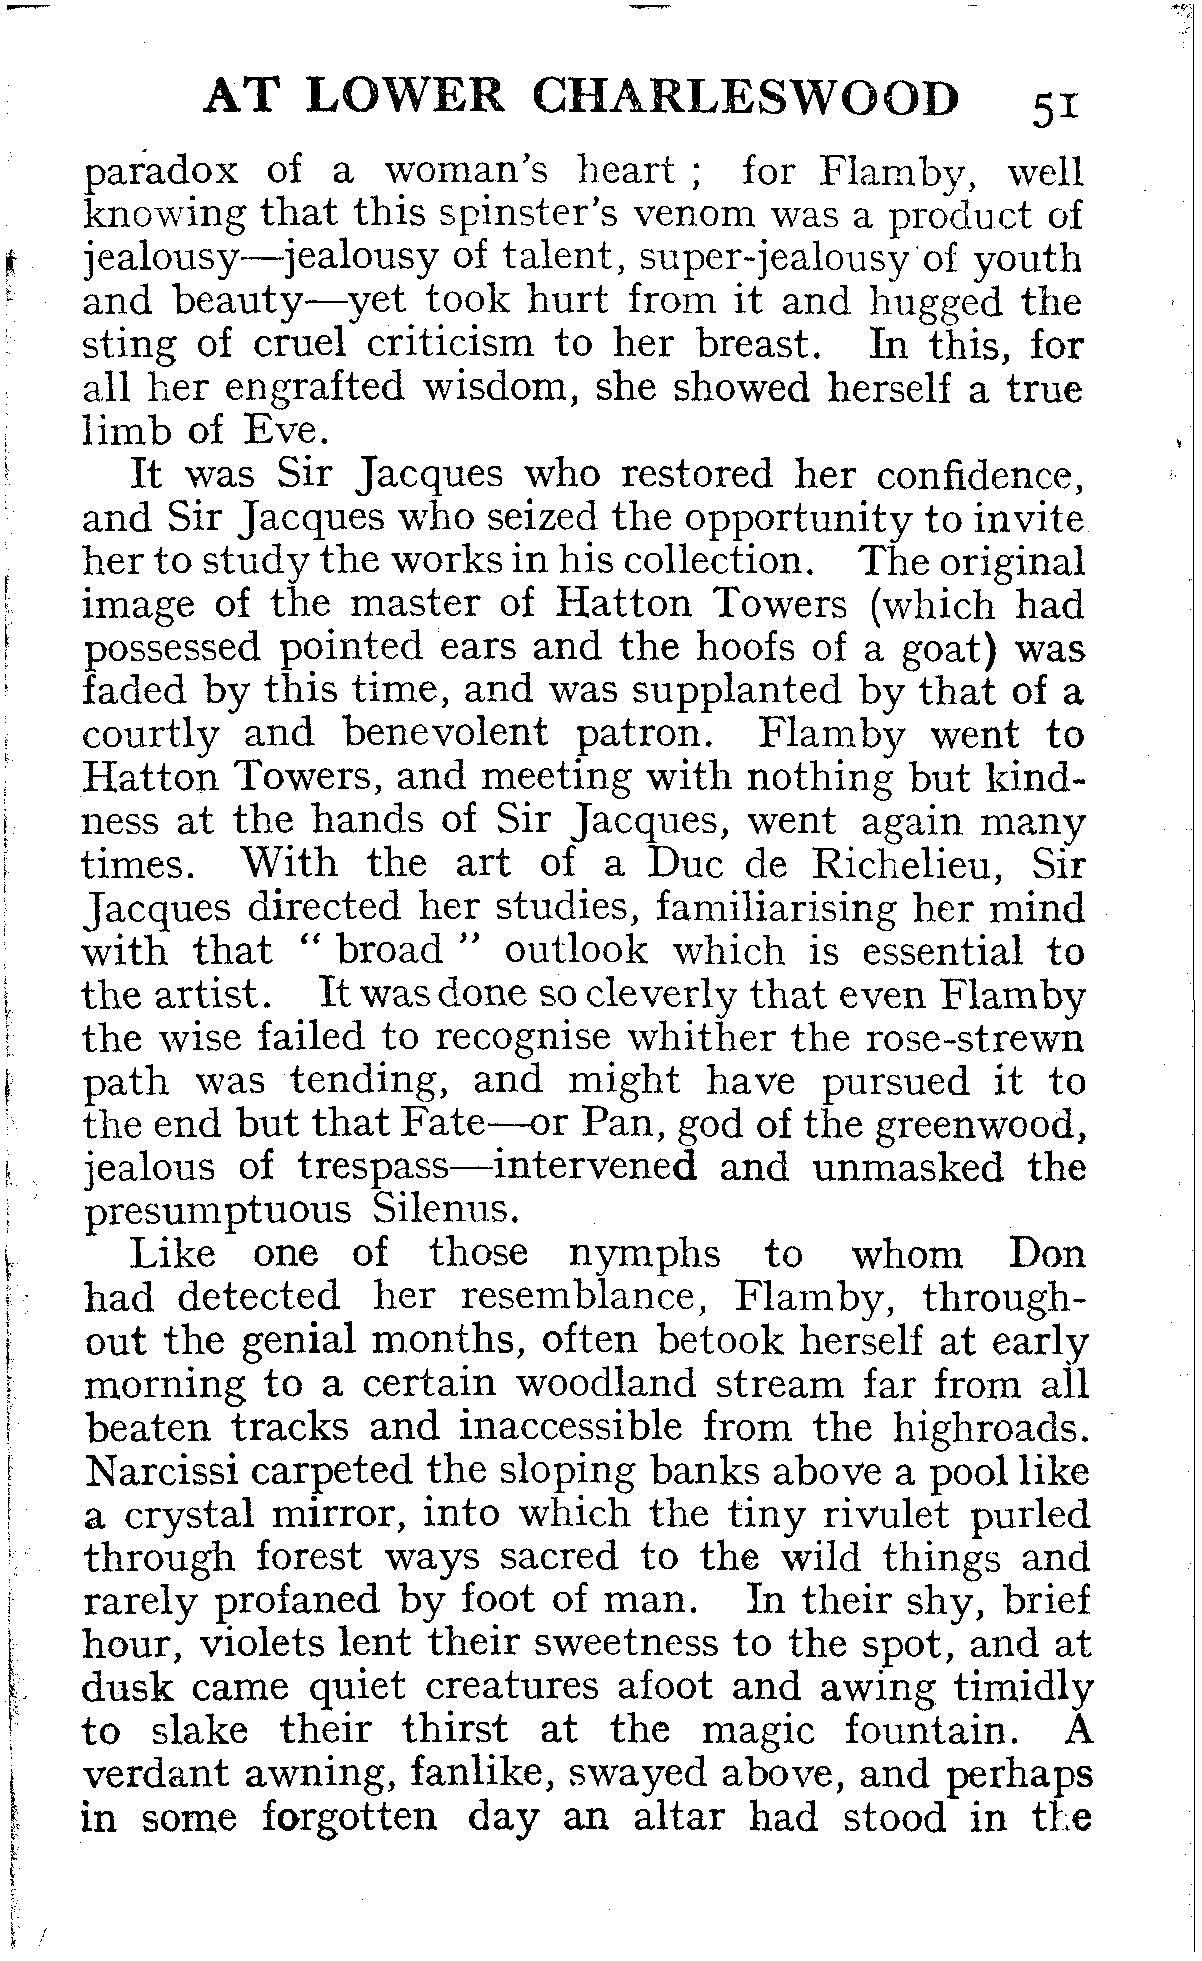 AT LOWER CHARLESWOOD 51
paradox of a woman's heart ; for Flamby, well
knowing that this spinster's venom was a product of
jealousy—jealousy of talent, super-jealousy of youth
and beauty—yet took hurt from it and hugged the
sting of cruel criticism to her breast. In this, for
all her engrafted wisdom, she showed herself a true
limb of Eve.
It was Sir Jacques who restored her confidence,
and Sir Jacques who seized the opportunity to invite
her to study the works in his collection. The original
image of the master of Hatton Towers (which had
possessed pointed ears and the hoofs of a goat) was
faded by this time, and was supplanted by that of a
courtly and benevolent patron. Flamby went to
Hatton Towers, and meeting with nothing but kind-
ness at the hands of Sir Jacques, went again many
times. With the art of a Duc de Richelieu, Sir
Jacques directed her studies, familiarising her mind
with that " broad " outlook which is essential to
the artist. It was done so cleverly that even Flamby
the wise failed to recognise whither the rose-strewn
path was tending, and might have pursued it to
the end but that Fate—or Pan, god of the greenwood,
jealous of trespass—intervened and unmasked the
presumptuous Silenus.
Like one of those nymphs to whom Don
had detected her resemblance, Flamby, through-
out the genial months, often betook herself at early
morning to a certain woodland stream far from all
beaten tracks and inaccessible from the highroads.
Narcissi carpeted the sloping banks above a pool like
a crystal mirror, into which the tiny rivulet purled
through forest ways sacred to the wild things and
rarely profaned by foot of man. In their shy, brief
hour, violets lent their sweetness to the spot, and at
dusk came quiet creatures afoot and awing timidly
to slake their thirst at the magic fountain. A
verdant awning, fanlike, swayed above, and perhaps
in some forgotten day an altar had stood in the